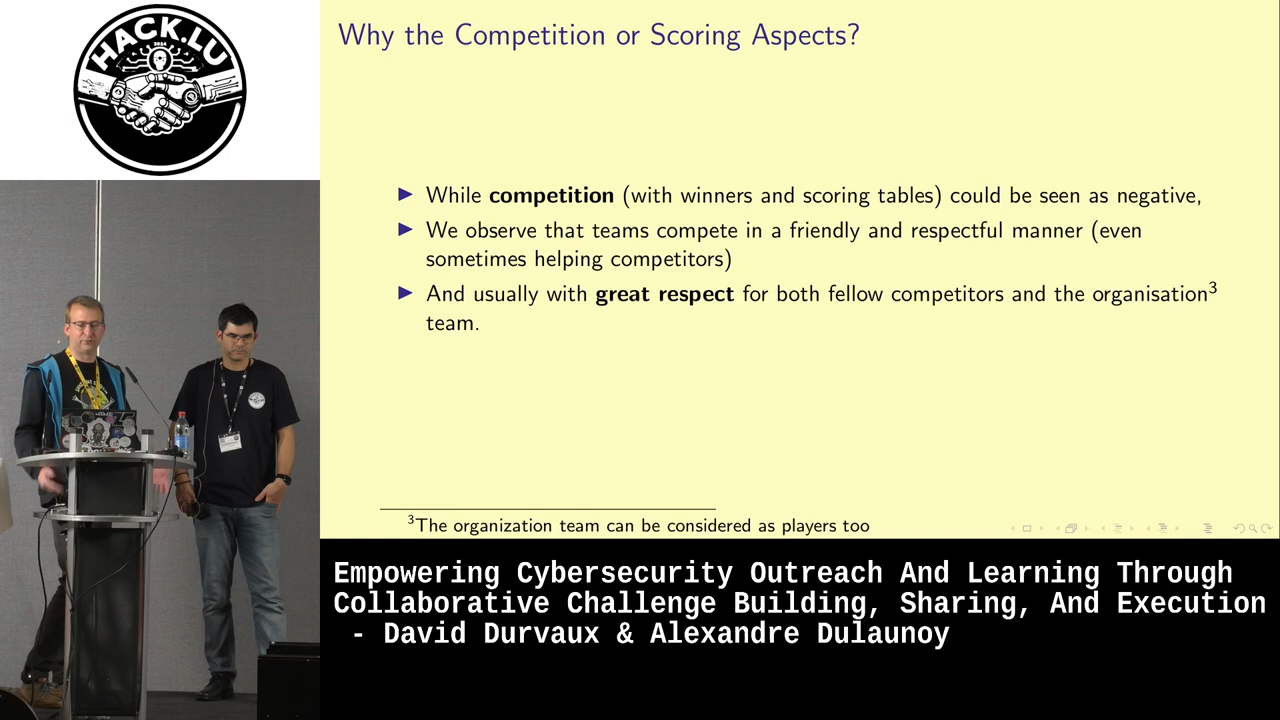 HACK.LU
2024
Why the Competition or Scoring Aspects?
▶ While competition (with winners and scoring tables) could be seen as negative,
▶ We observe that teams compete in a friendly and respectful manner (even
sometimes helping competitors)
▶ And usually with great respect for both fellow competitors and the organisation³
team.
³The organization team can be considered as players too
Empowering Cybersecurity Outreach And Learning Through
Collaborative Challenge Building, Sharing, And Execution
- David Durvaux & Alexandre Dulaunoy